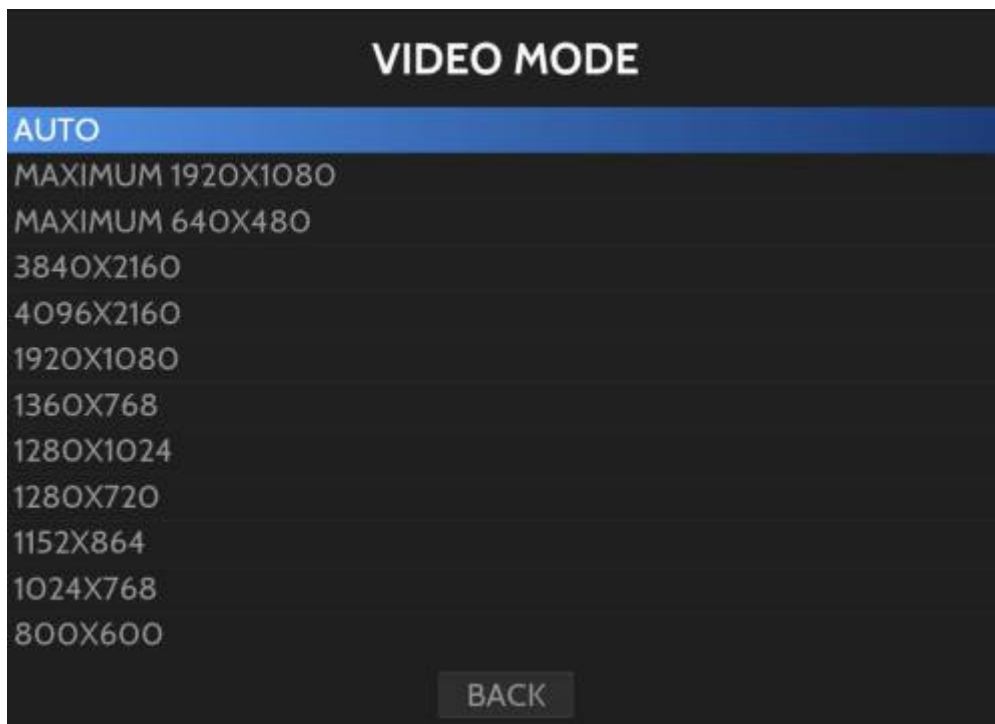 VIDEO MODE
AUTO
MAXIMUM 1920X1080
MAXIMUM 640X480
3840X2160
4096X2160
1920X1080
1360X768
1280X1024
1280X720
1152X864
1024X768
800X600
BACK